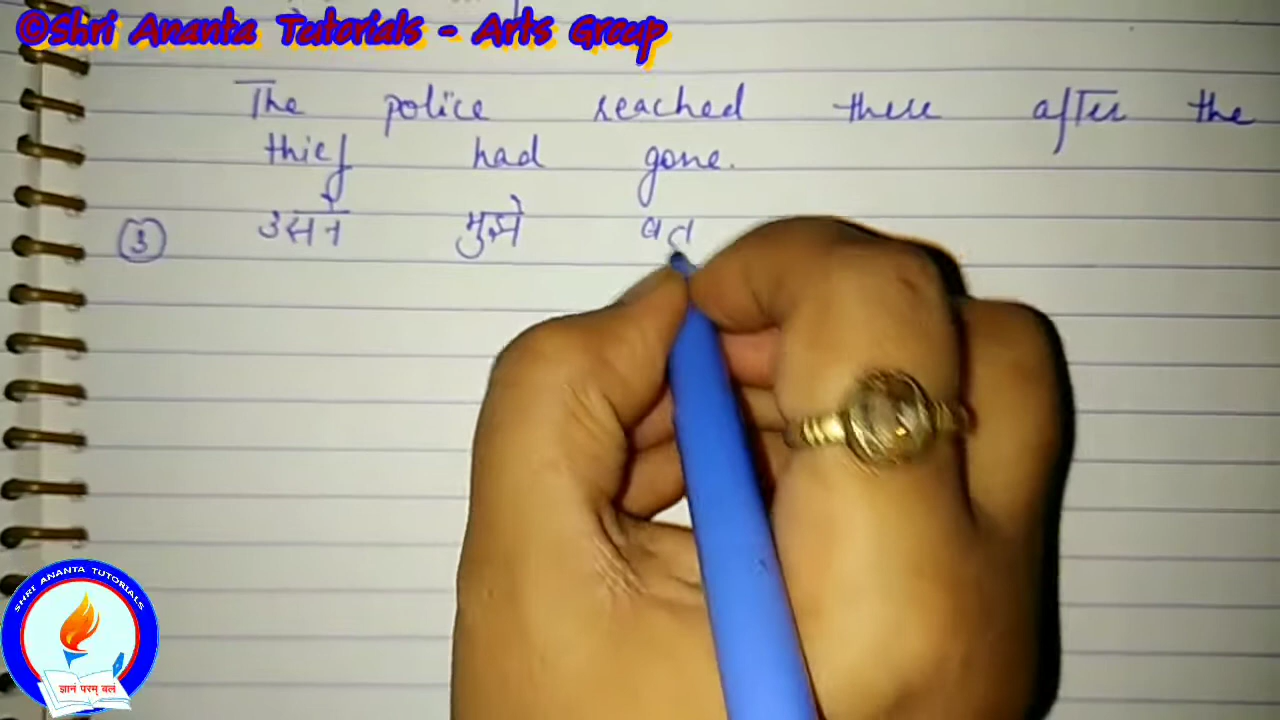 ©Shri Ananta Tutorials - Arts Group
The police reached there after the
thief had gone.
3 उसने मुझे बत
SHRI ANANTA TUTORIALS
ज्ञानं परमं बलं